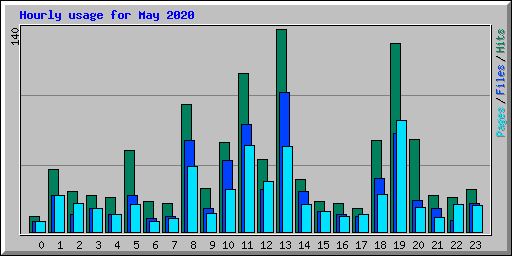 Hourly usage for May 2020
140
Pages/Files/Hits
0 1 2 3 4 5 6 7 8 9 10 11 12 13 14 15 16 17 18 19 20 21 22 23